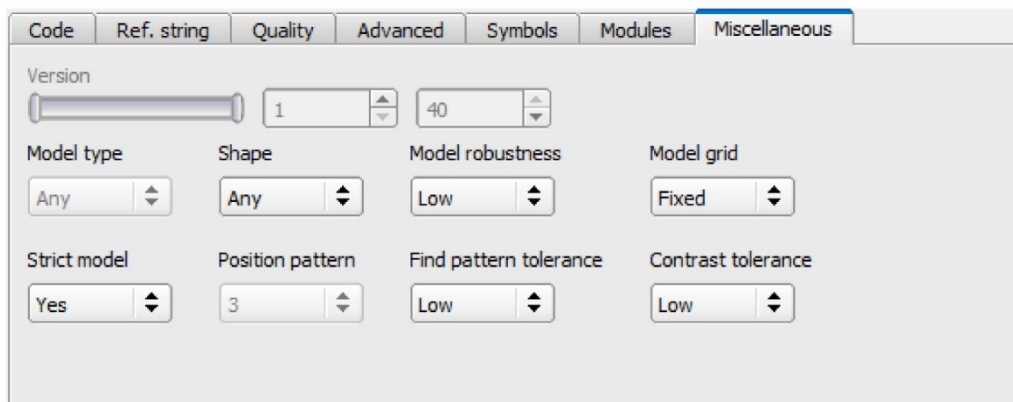 Code Ref. string Quality Advanced Symbols Modules Miscellaneous
Version
1 40
Model type Shape Model robustness Model grid
Any Any Low Fixed
Strict model Position pattern Find pattern tolerance Contrast tolerance
Yes 3 Low Low